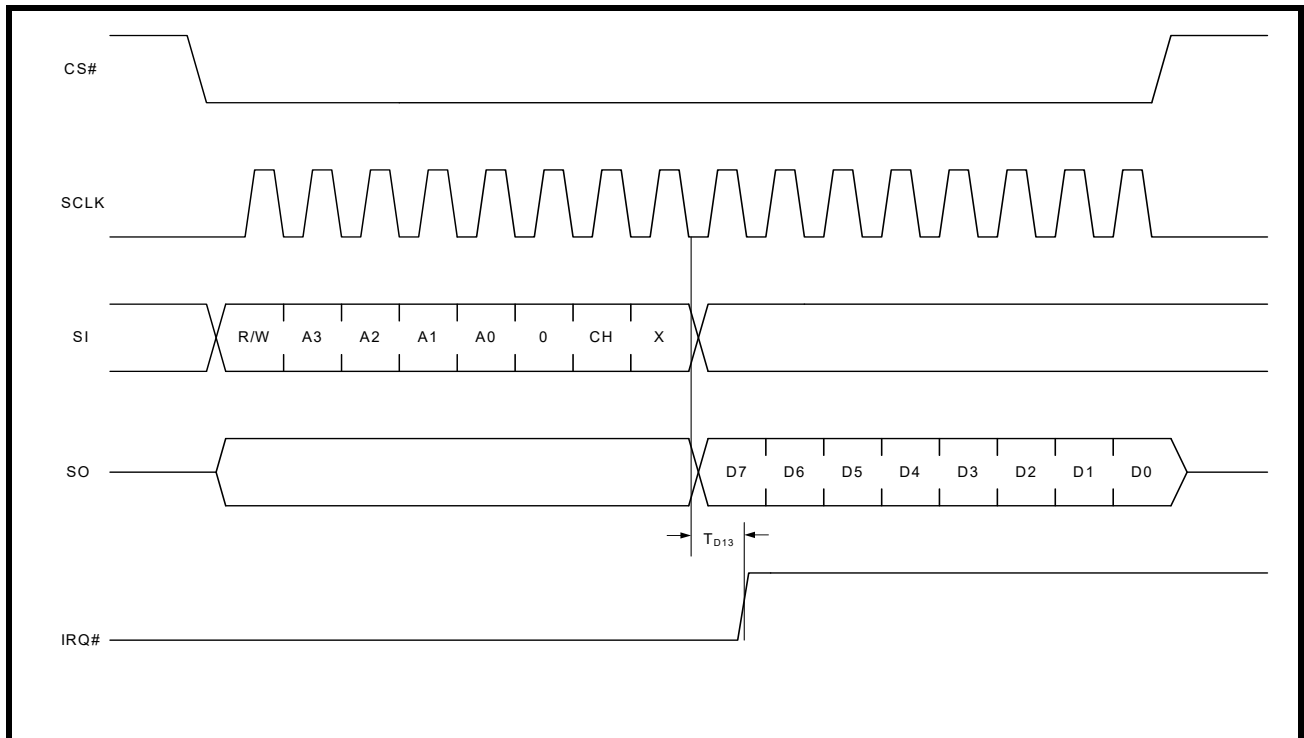 CS#
SCLK
SI R/W A3 A2 A1 A0 0 CH X
SO D7 D6 D5 D4 D3 D2 D1 D0
TD13
IRQ#